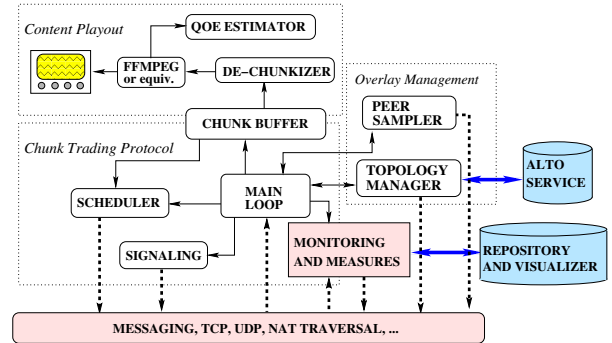 Content Playout
QOE ESTIMATOR
FFMPEG
or equiv.
DE-CHUNKIZER
Overlay Management
PEER
SAMPLER
CHUNK BUFFER
Chunk Trading Protocol
TOPOLOGY
MANAGER
ALTO
SERVICE
SCHEDULER
MAIN
LOOP
SIGNALING
MONITORING
AND MEASURES
REPOSITORY
AND VISUALIZER
MESSAGING, TCP, UDP, NAT TRAVERSAL, ...